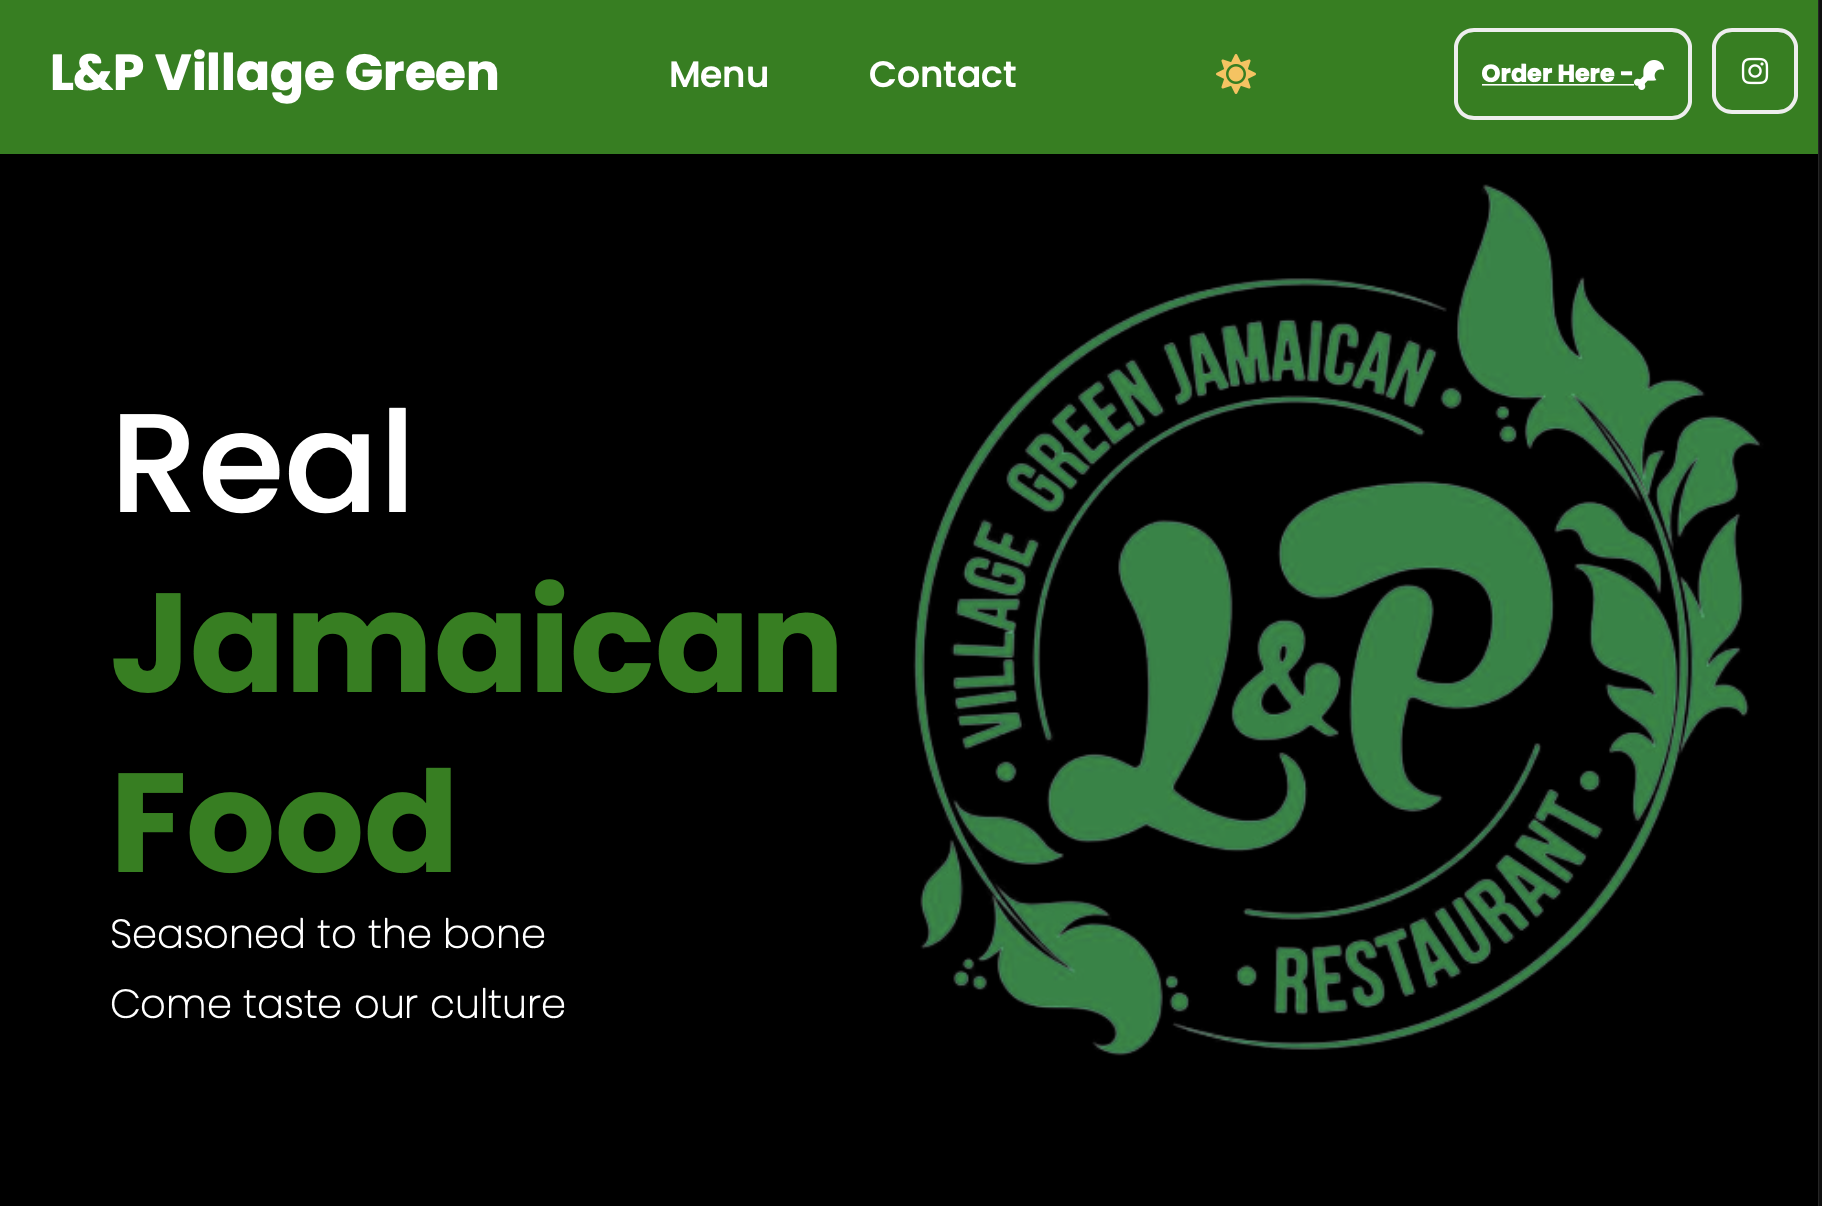 L&P Village Green
Menu
Contact
Order Here -
Real
Jamaican
Food
Seasoned to the bone
Come taste our culture
• VILLAGE GREEN JAMAICAN •
L&P
• RESTAURANT •